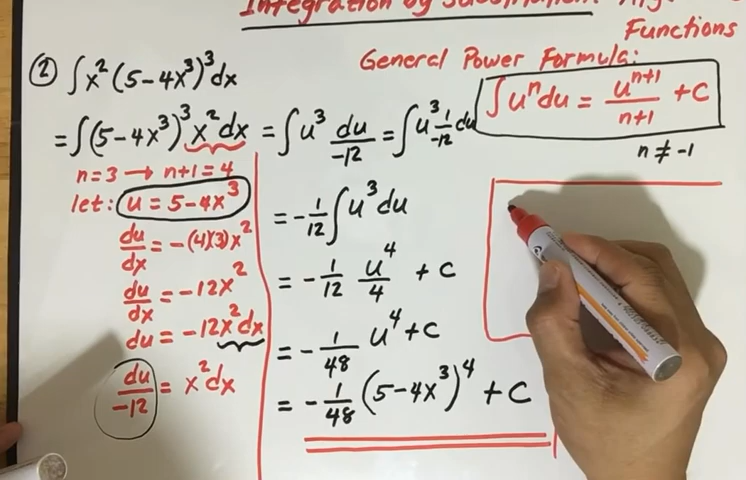 Integration by Substitution:
Functions
General Power Formula:
② ∫x²(5-4x³)³dx
∫uⁿdu = uⁿ⁺¹/n+1 + C
n ≠ -1
= ∫(5-4x³)³x²dx = ∫u³ du/-12 = ∫u³ 1/-12 du
n=3 → n+1=4
let: u = 5-4x³
du/dx = -(4)(3)x²
du/dx = -12x²
du = -12x²dx
du/-12 = x²dx
= -1/12 ∫u³du
= -1/12 u⁴/4 + C
= -1/48 u⁴+C
= -1/48 (5-4x³)⁴ + C